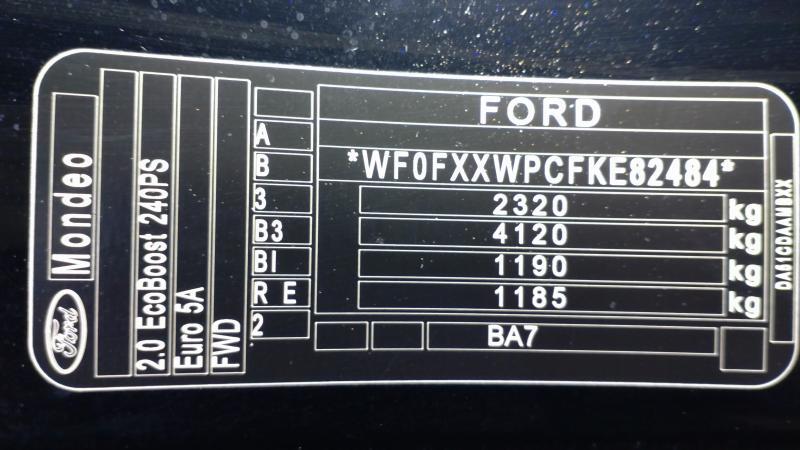 Ford
Mondeo
2.0 EcoBoost 240PS
Euro 5A
FWD
A
B
3
B3
BI
R E
2
FORD
*WF0FXXWPCFKE82484*
2320 kg
4120 kg
1190 kg
1185 kg
BA7